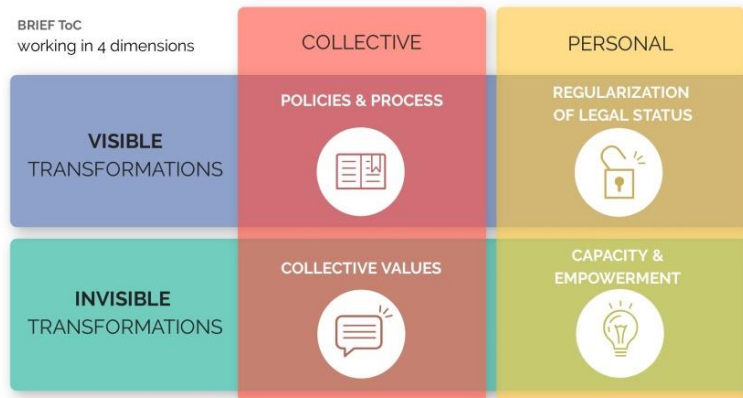 BRIEF ToC
working in 4 dimensions
COLLECTIVE
PERSONAL
VISIBLE
TRANSFORMATIONS
POLICIES & PROCESS
REGULARIZATION
OF LEGAL STATUS
INVISIBLE
TRANSFORMATIONS
COLLECTIVE VALUES
CAPACITY &
EMPOWERMENT